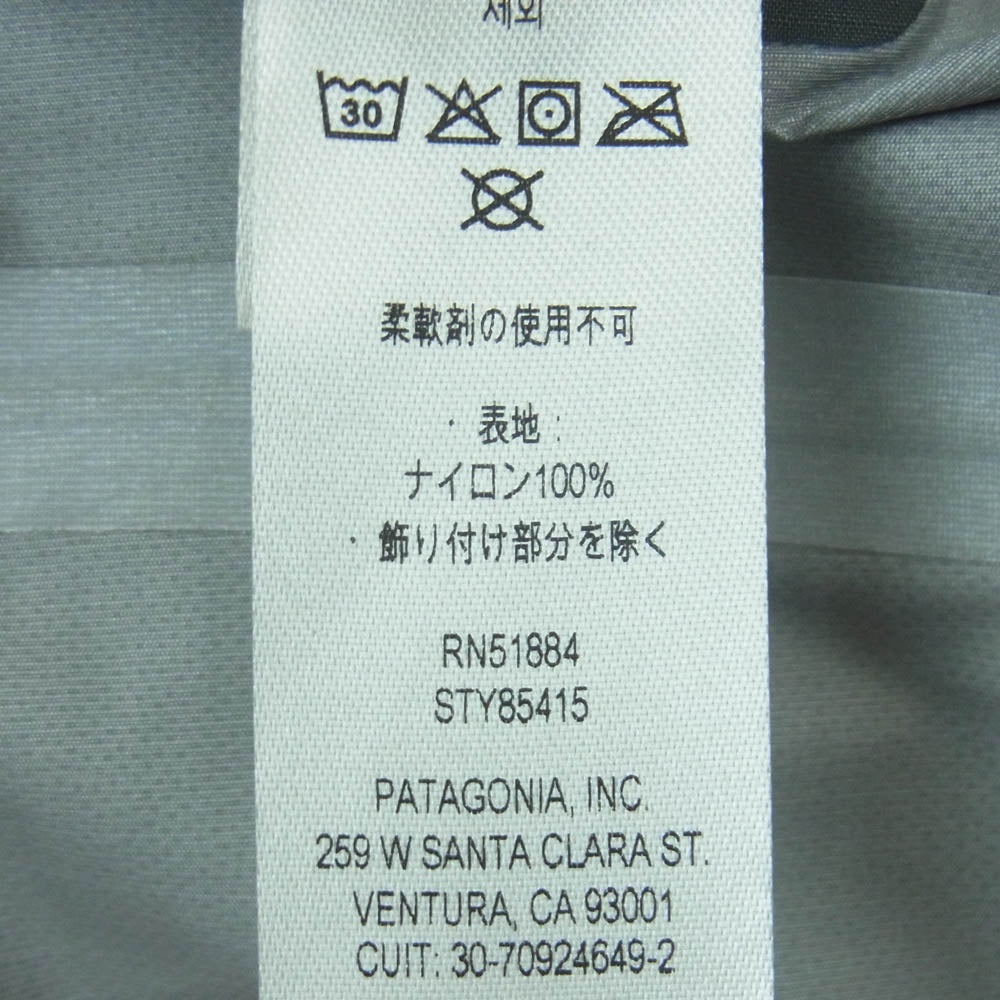 제외
30
柔軟剤の使用不可
・表地:
ナイロン100%
・飾り付け部分を除く
RN51884
STY85415
PATAGONIA, INC.
259 W SANTA CLARA ST.
VENTURA, CA 93001
CUIT: 30-70924649-2